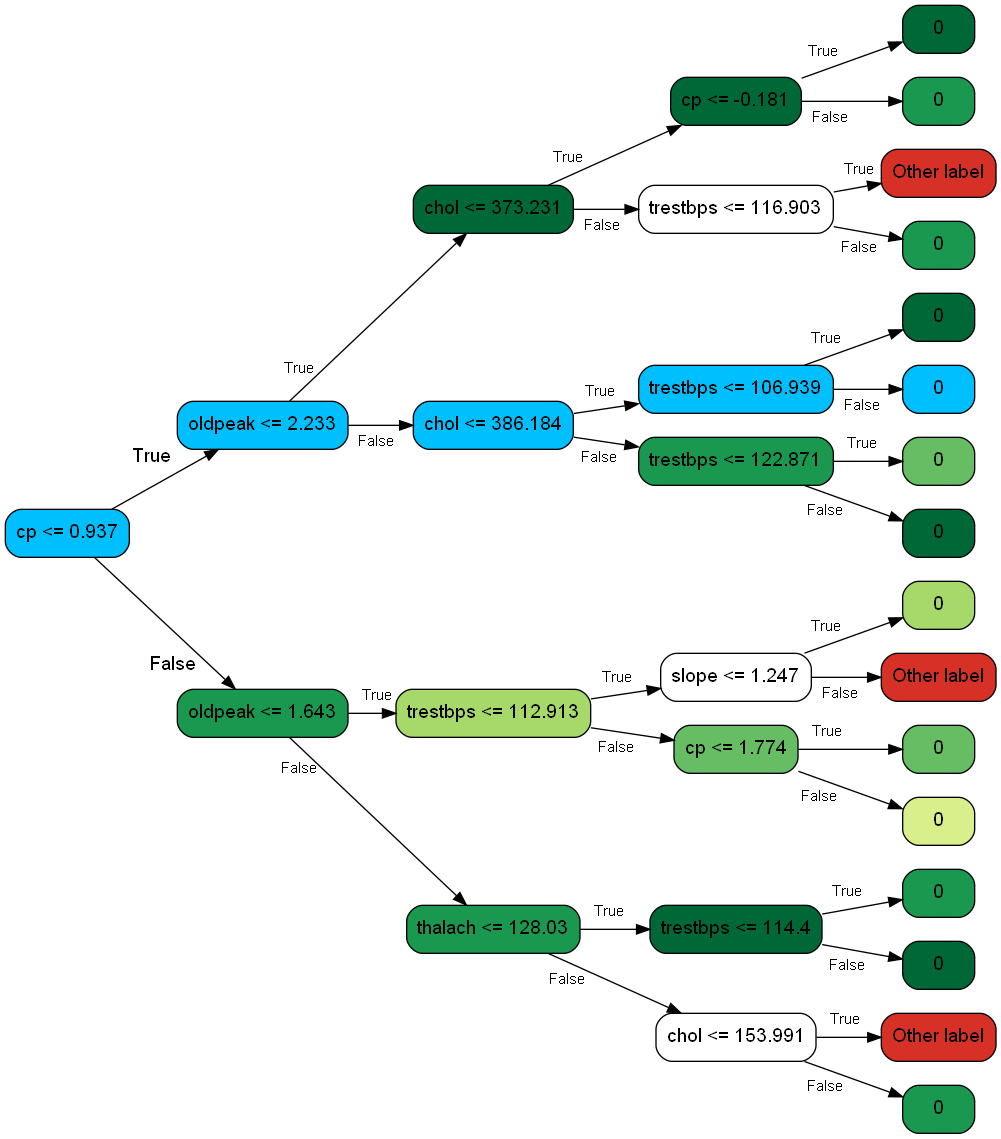 0
cp <= -0.181
True
False
0
True
chol <= 373.231
False
trestbps <= 116.903
True
Other label
False
0
True
0
True
oldpeak <= 2.233
False
chol <= 386.184
True
trestbps <= 106.939
False
0
False
trestbps <= 122.871
True
0
False
0
True
cp <= 0.937
False
0
True
slope <= 1.247
True
False
Other label
oldpeak <= 1.643
True
trestbps <= 112.913
False
cp <= 1.774
True
0
False
0
False
0
thalach <= 128.03
True
trestbps <= 114.4
True
False
0
False
chol <= 153.991
True
Other label
False
0